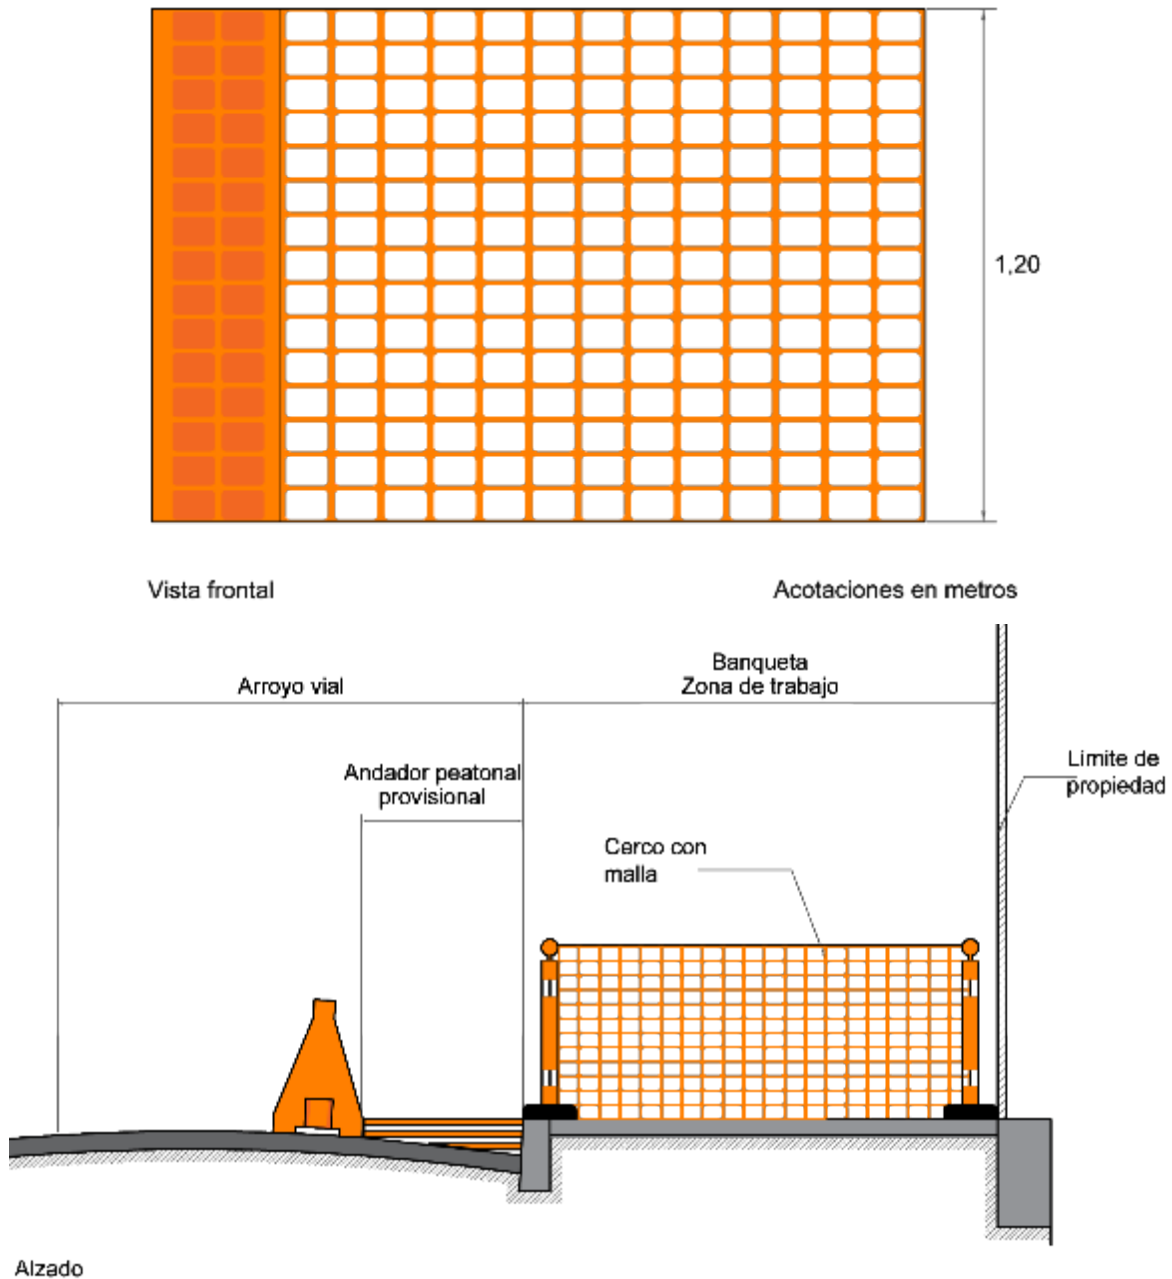 1,20
Vista frontal
Acotaciones en metros
Banqueta
Arroyo vial
Zona de trabajo
Andador peatonal
provisional
Limite de
propiedad
Cerco con
malla
Alzado